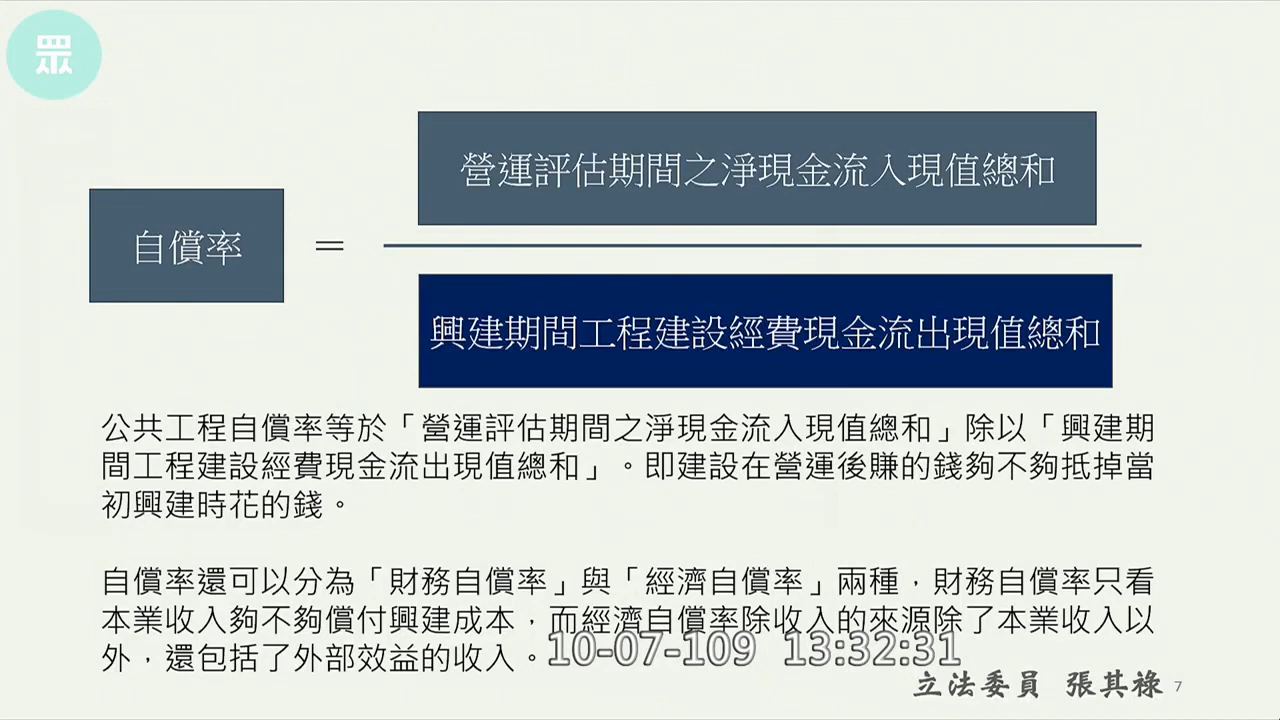 眾
營運評估期間之淨現金流入現值總和
自償率
=
興建期間工程建設經費現金流出現值總和
公共工程自償率等於「營運評估期間之淨現金流入現值總和」除以「興建期
間工程建設經費現金流出現值總和」。即建設在營運後賺的錢夠不夠抵掉當
初興建時花的錢。
自償率還可以分為「財務自償率」與「經濟自償率」兩種，財務自償率只看
本業收入夠不夠償付興建成本，而經濟自償率除收入的來源除了本業收入以
外，還包括了外部效益的收入。
10-07-109 13:32:31
立法委員 張其祿 7